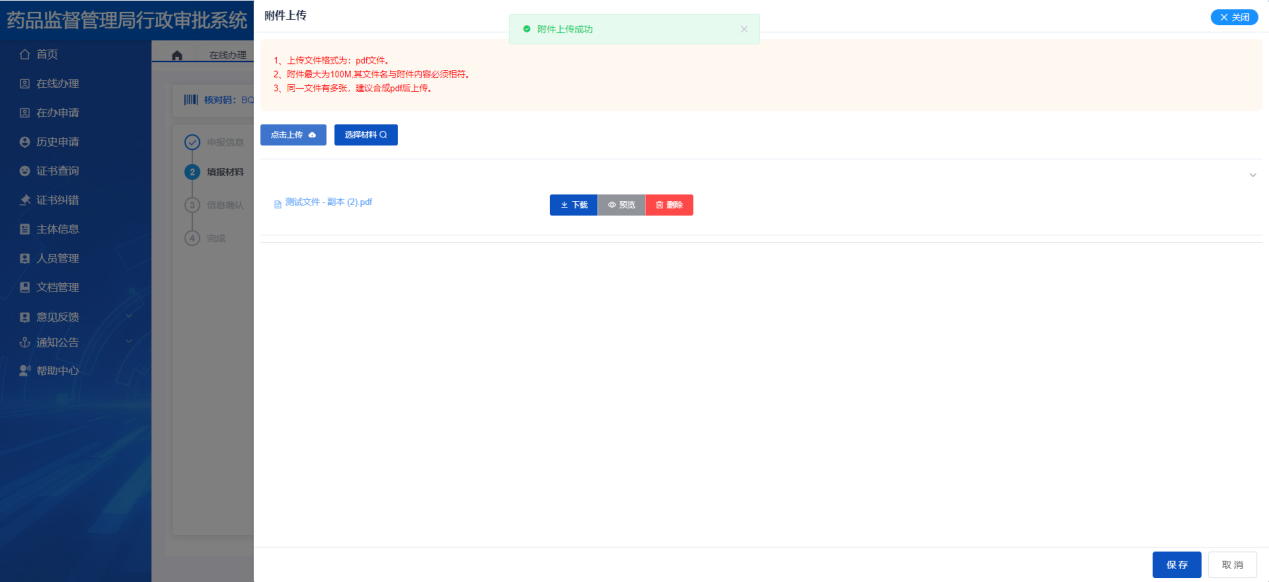 药品监督管理局行政审批系统
首页
在线办理
在办申请
历史申请
证书查询
证书纠错
主体信息
人员管理
文档管理
意见反馈
通知公告
帮助中心
在线办理
核对码：BQ
申报信息
2 填报材料
3 信息确认
4 完成
附件上传
附件上传成功
关闭
1、上传文件格式为：pdf文件。
2、附件最大为100M,其文件名与附件内容必须相符。
3、同一文件有多张，建议合成pdf后上传。
点击上传 选择材料
测试文件 - 副本 (2).pdf 下载 预览 删除
保存 取消